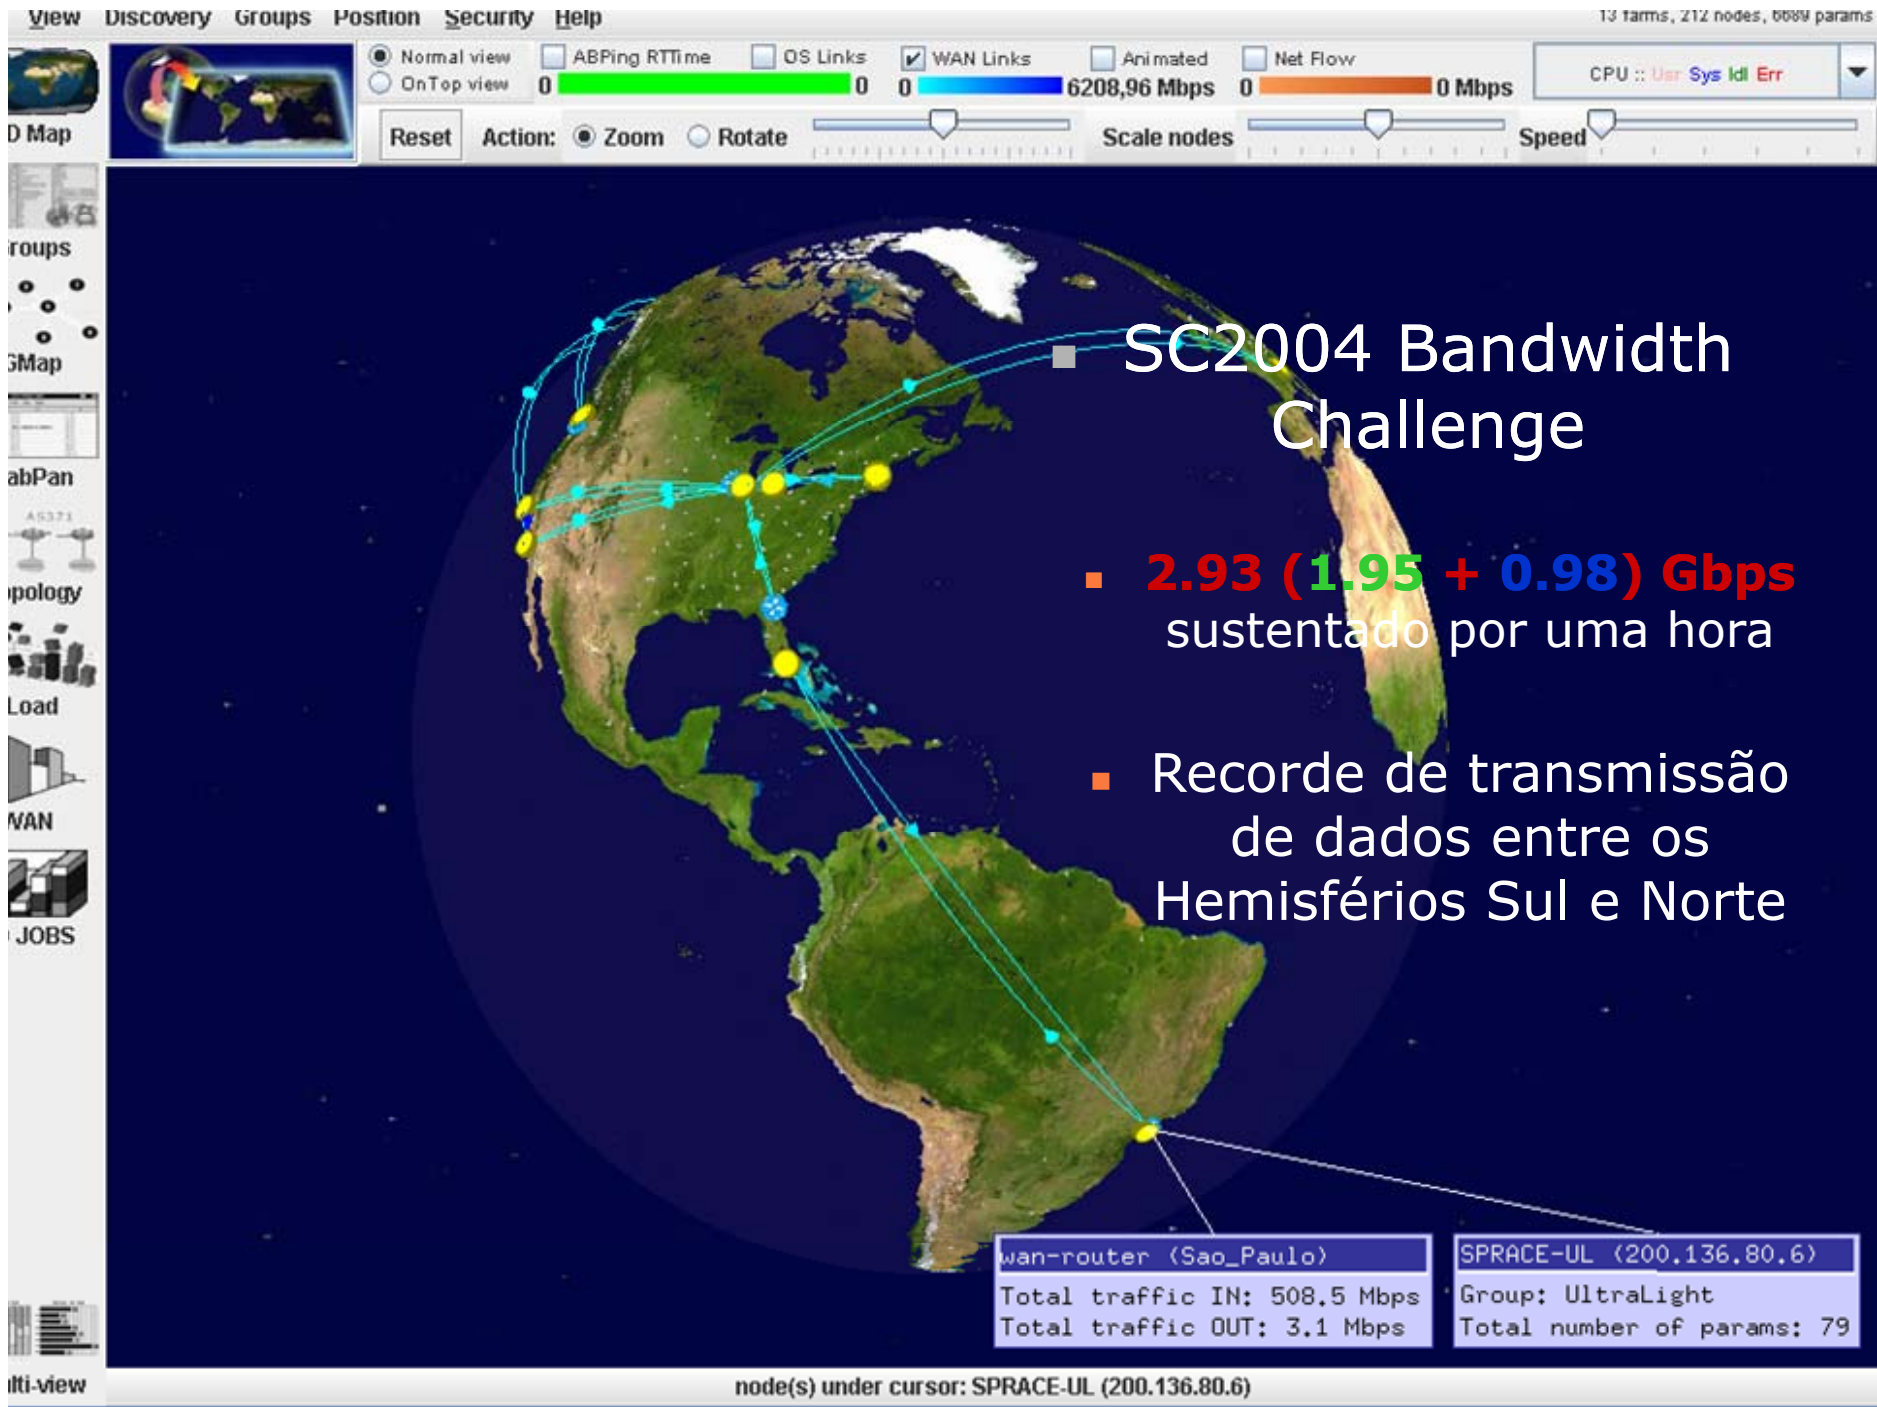 View Discovery Groups Position Security Help
13 farms, 212 nodes, 6689 params
Normal view
OnTop view
ABPing RTTime
0 0
OS Links
WAN Links
0 6208,96 Mbps
Animated
Net Flow
0 0 Mbps
CPU :: Usr Sys Idl Err
Reset Action: Zoom Rotate
Scale nodes
Speed
D Map
roups
GMap
abPan
AS371
pology
Load
WAN
JOBS
lti-view
SC2004 Bandwidth
Challenge
2.93 (1.95 + 0.98) Gbps
sustentado por uma hora
Recorde de transmissão
de dados entre os
Hemisférios Sul e Norte
wan-router (Sao_Paulo)
Total traffic IN: 508.5 Mbps
Total traffic OUT: 3.1 Mbps
SPRACE-UL (200.136.80.6)
Group: UltraLight
Total number of params: 79
node(s) under cursor: SPRACE-UL (200.136.80.6)